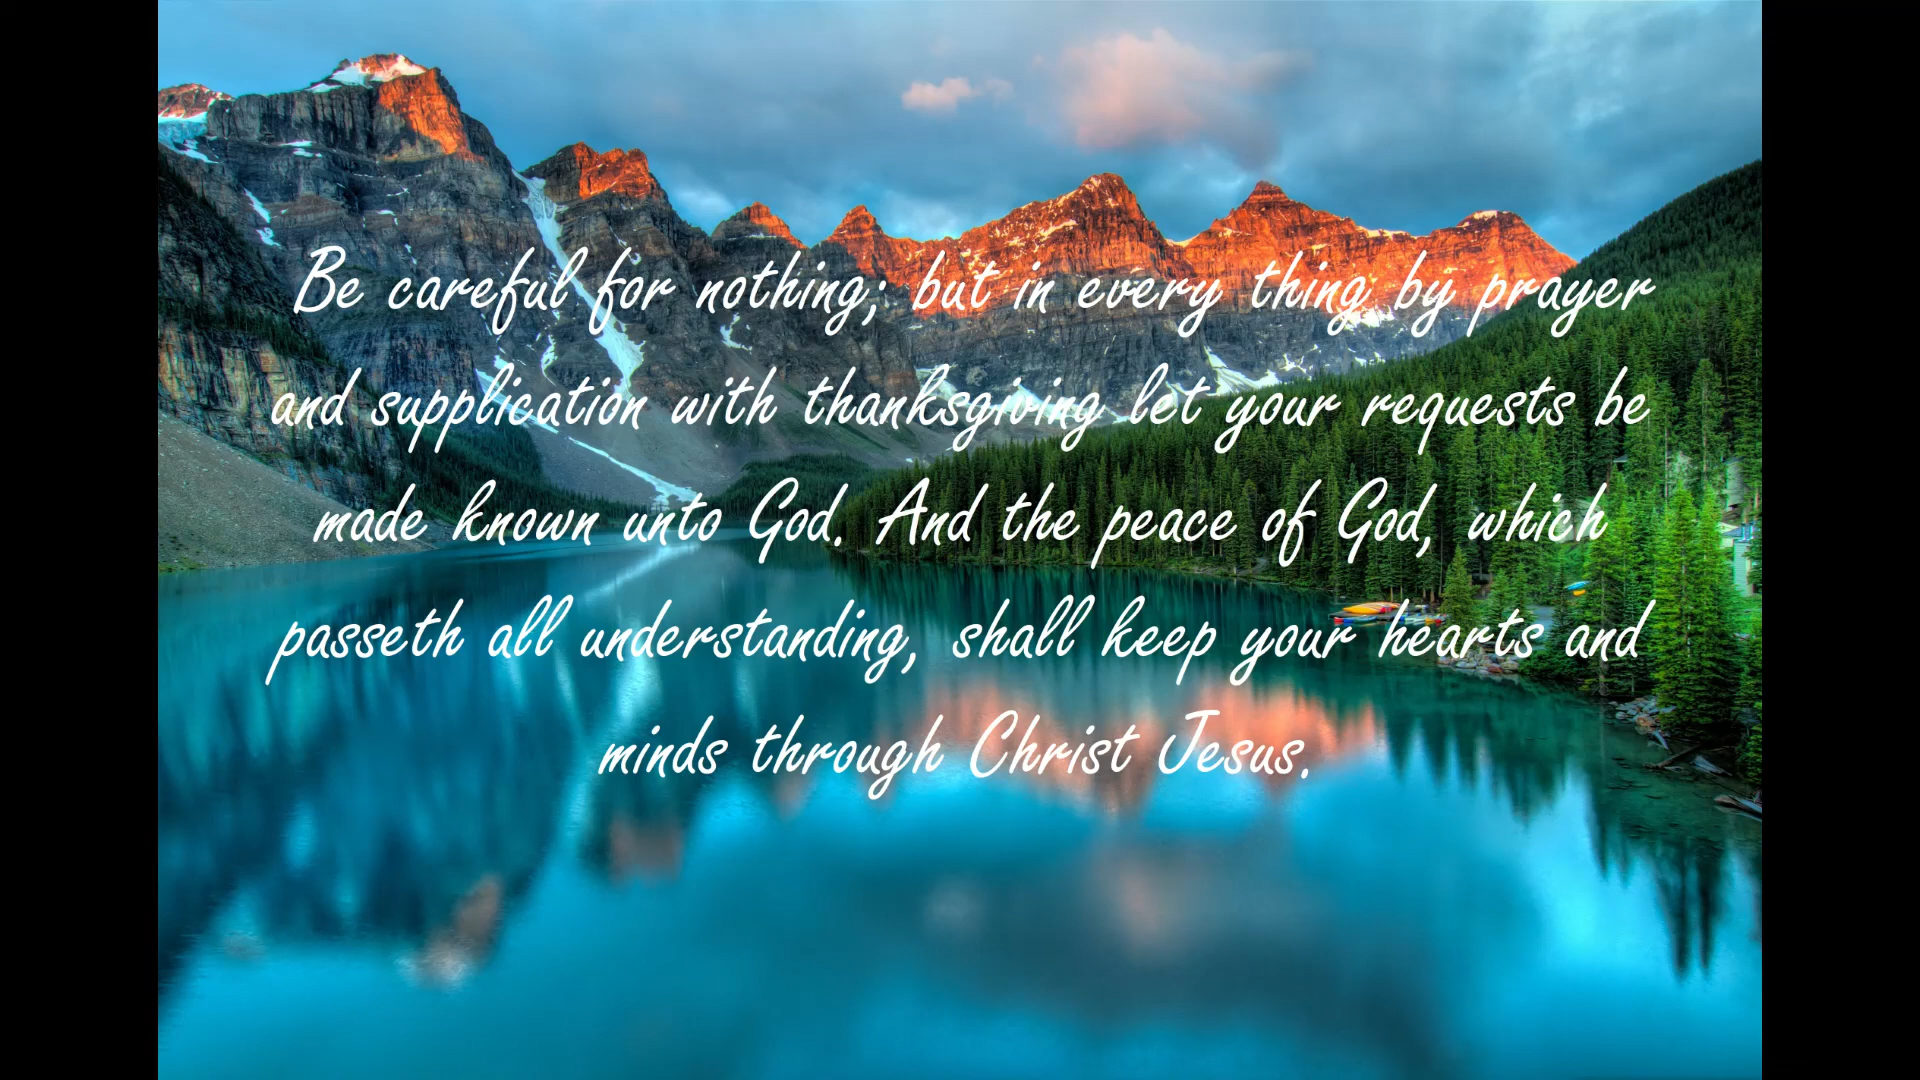 Be careful for nothing; but in every thing by prayer
and supplication with thanksgiving let your requests be
made known unto God. And the peace of God, which
passeth all understanding, shall keep your hearts and
minds through Christ Jesus.